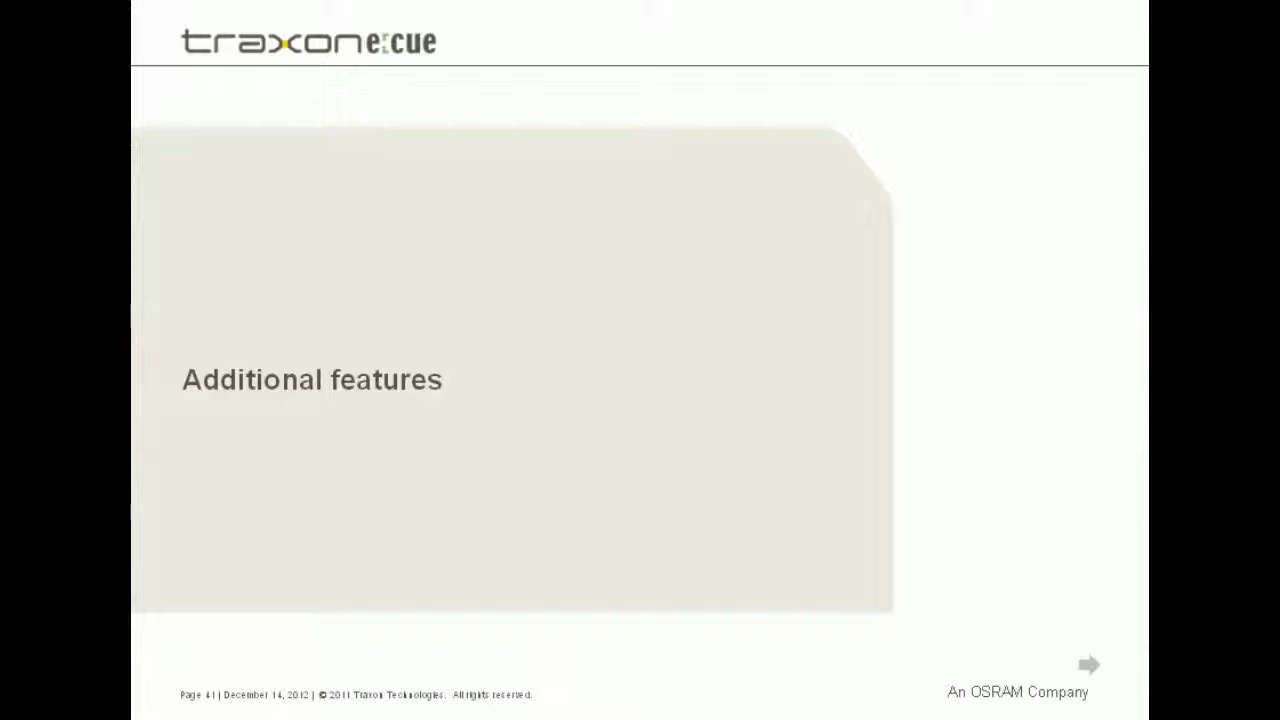 traxon e:cue
Additional features
Page 41 | December 14, 2012 | © 2011 Traxon Technologies. All rights reserved.
An OSRAM Company